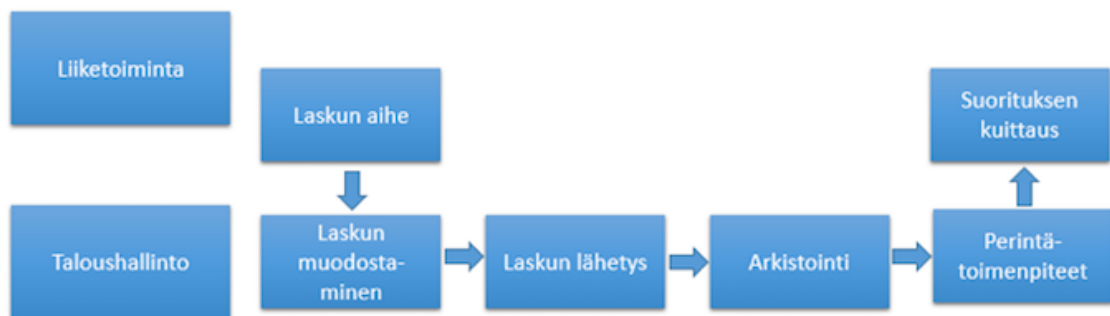 Liiketoiminta
Laskun aihe
Suorituksen
kuittaus
Taloushallinto
Laskun
muodosta-
minen
Laskun lähetys
Arkistointi
Perintä-
toimenpiteet